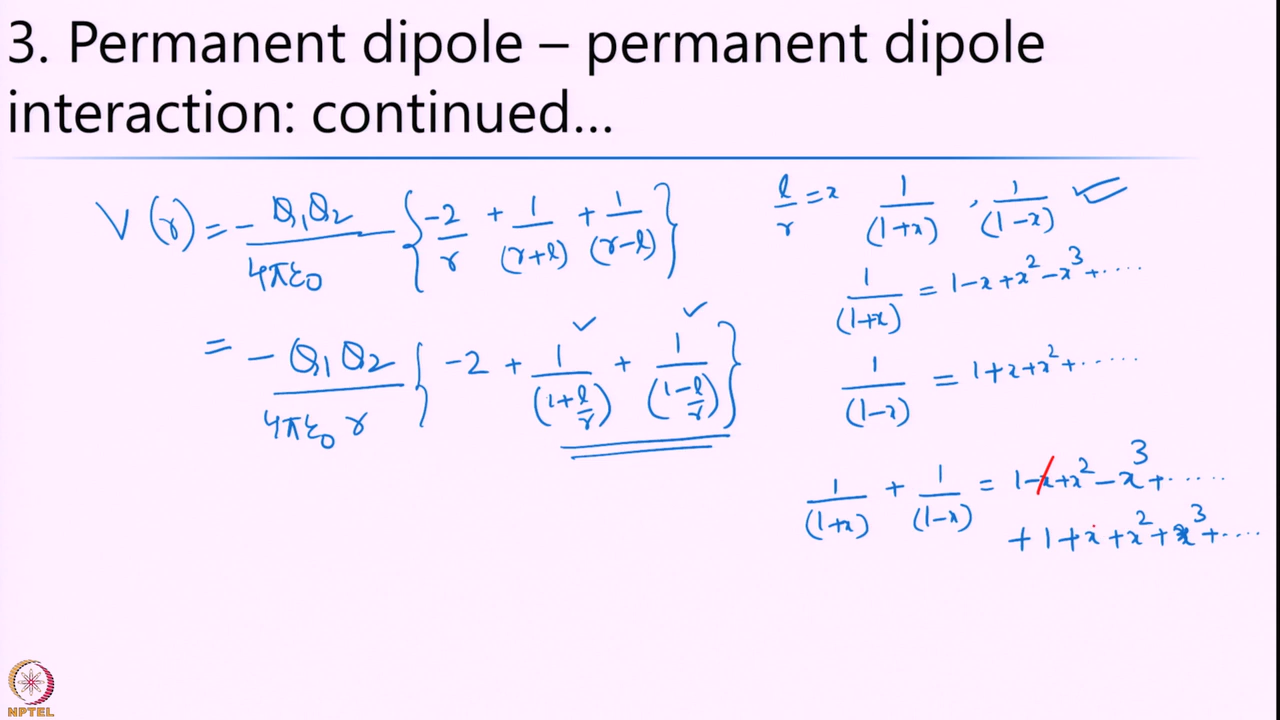 3. Permanent dipole – permanent dipole
interaction: continued...
V(r) = - Q₁Q₂ / 4πε₀ { -2/r + 1/(r+l) + 1/(r-l) }
= - Q₁Q₂ / 4πε₀ r { -2 + 1/(1+l/r) + 1/(1-l/r) }
l/r = x 1/(1+x) , 1/(1-x)
1/(1+x) = 1-x+x²-x³+....
1/(1-x) = 1+x+x²+.....
1/(1+x) + 1/(1-x) = 1-x+x²-x³+.....
+1+x+x²+x³+....
NPTEL